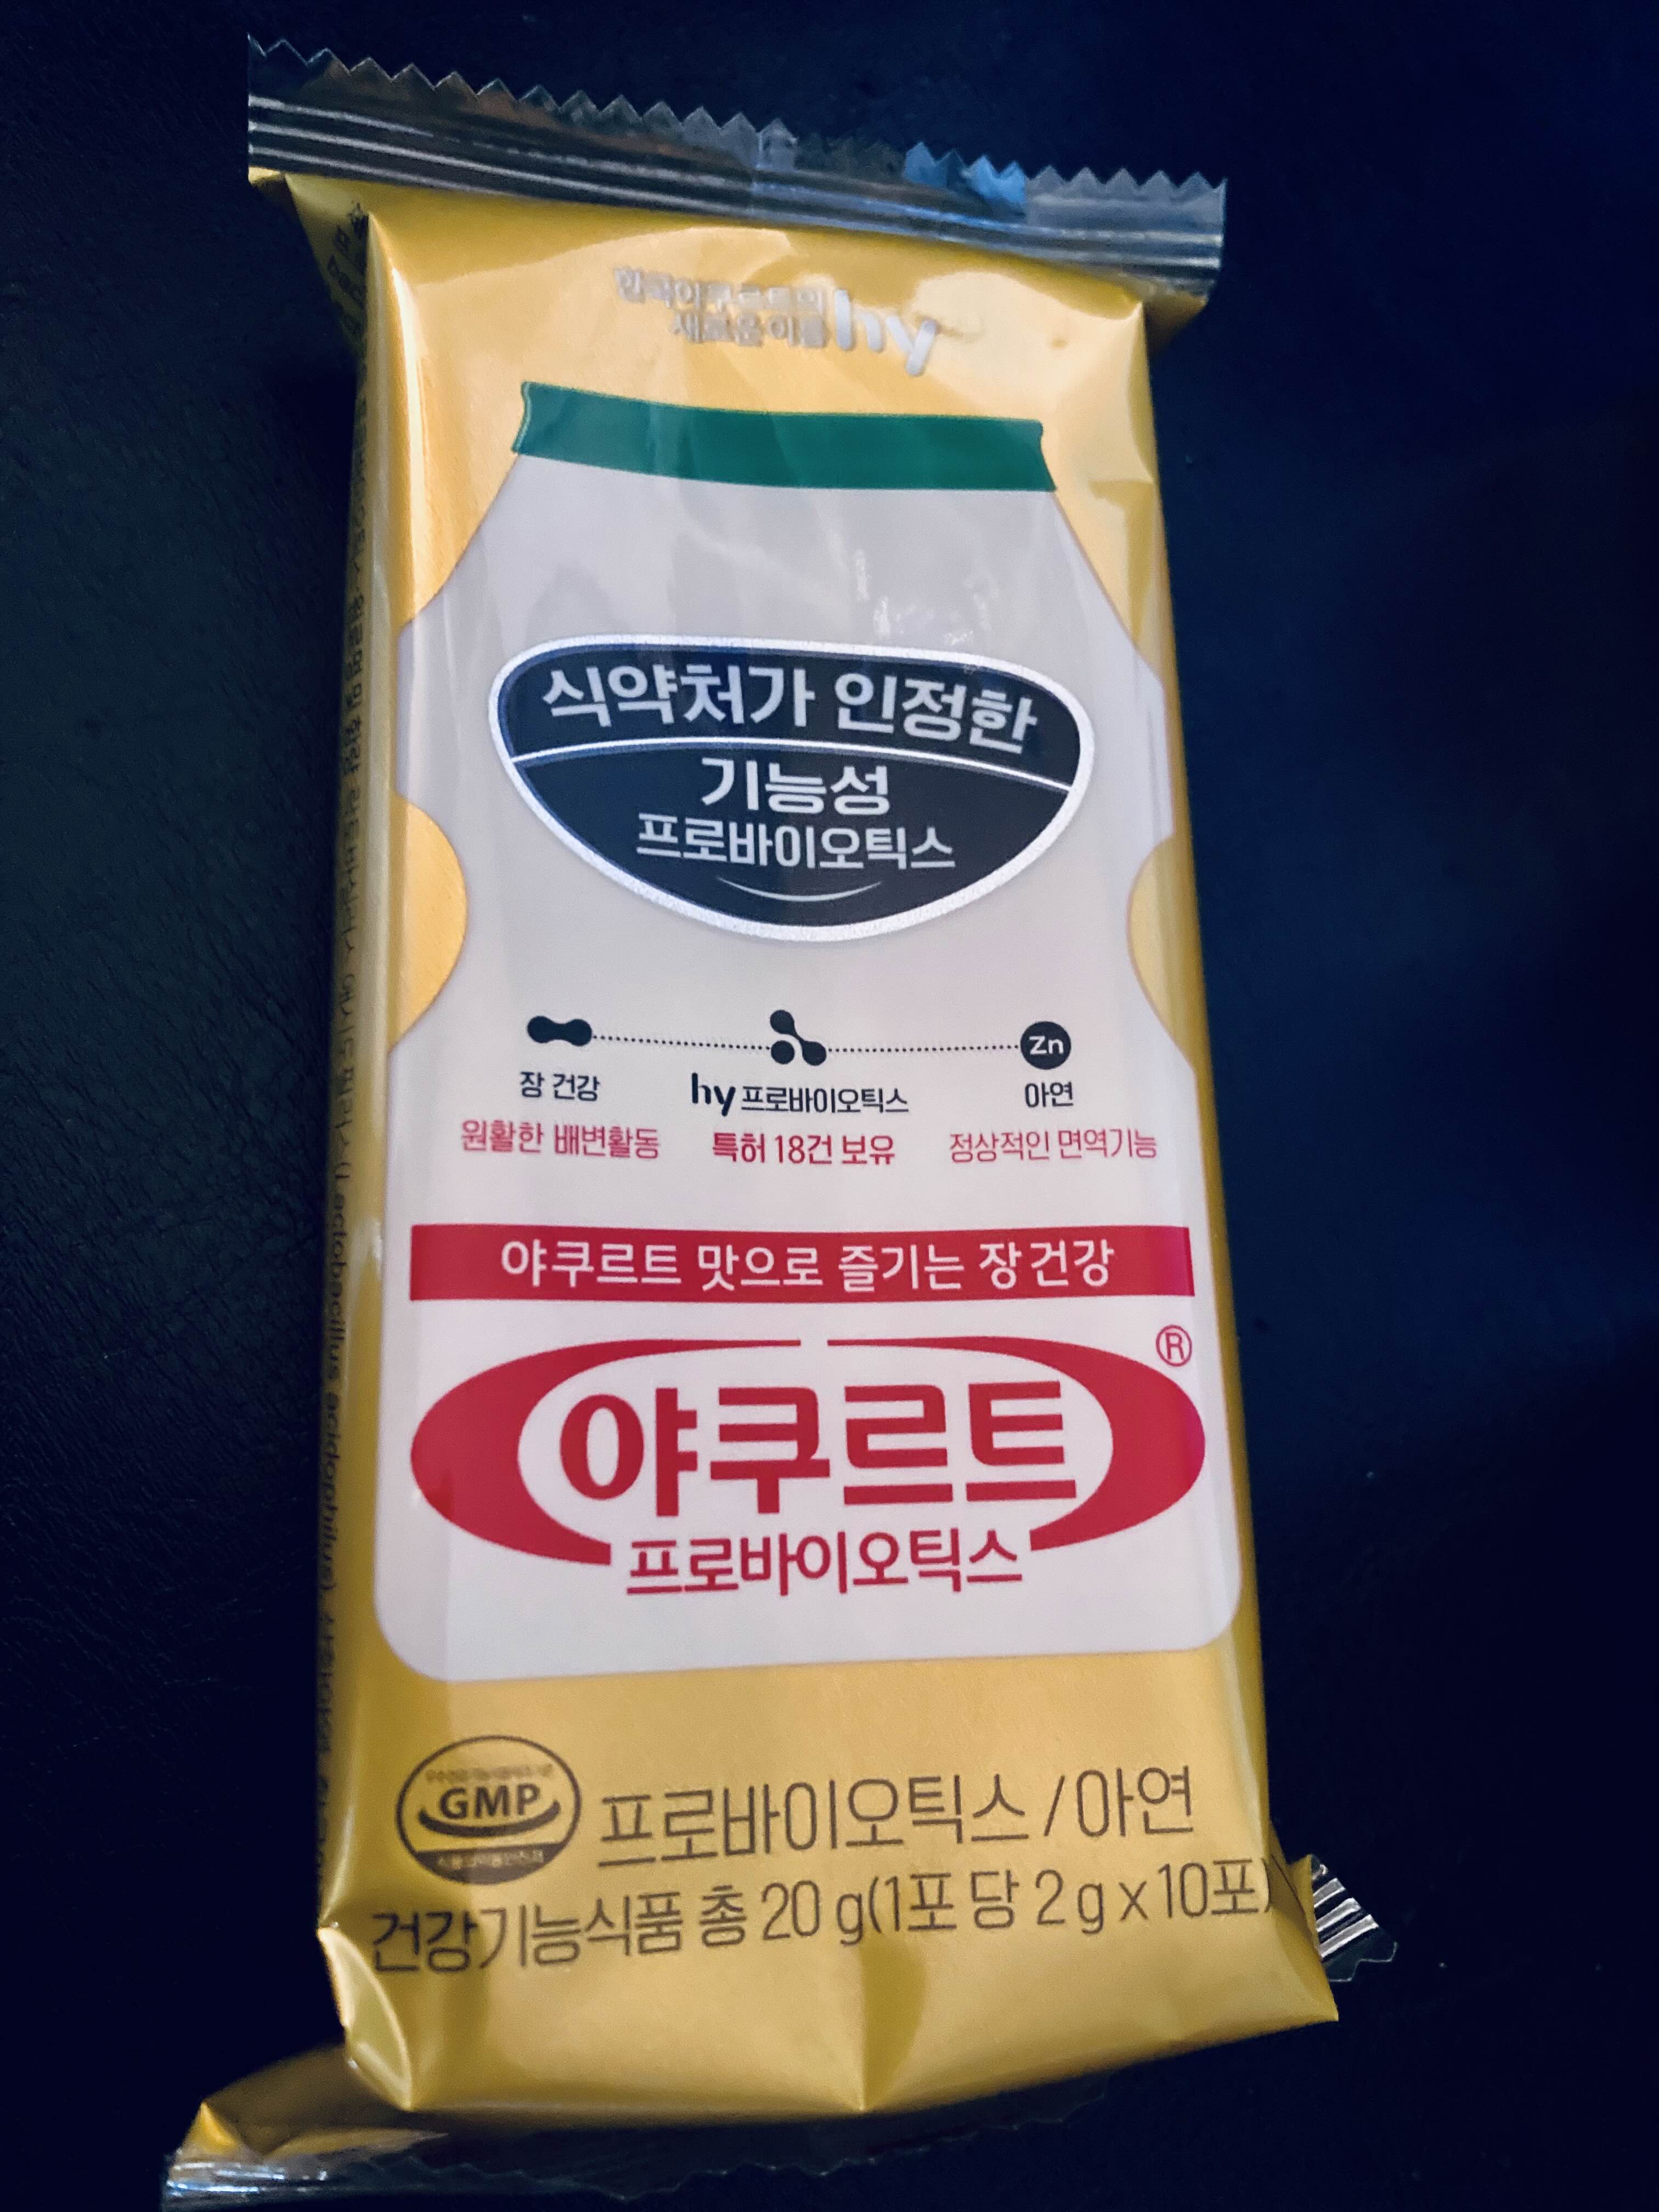 한국야쿠르트의
새로운 이름 hy
식약처가 인정한
기능성
프로바이오틱스
Zn
장 건강 hy 프로바이오틱스 아연
원활한 배변활동 특허 18건 보유 정상적인 면역기능
야쿠르트 맛으로 즐기는 장 건강
야쿠르트®
프로바이오틱스
GMP
프로바이오틱스 / 아연
건강기능식품 총 20 g(1포 당 2 g x 10포)
(Lactobacillus acidophilus)